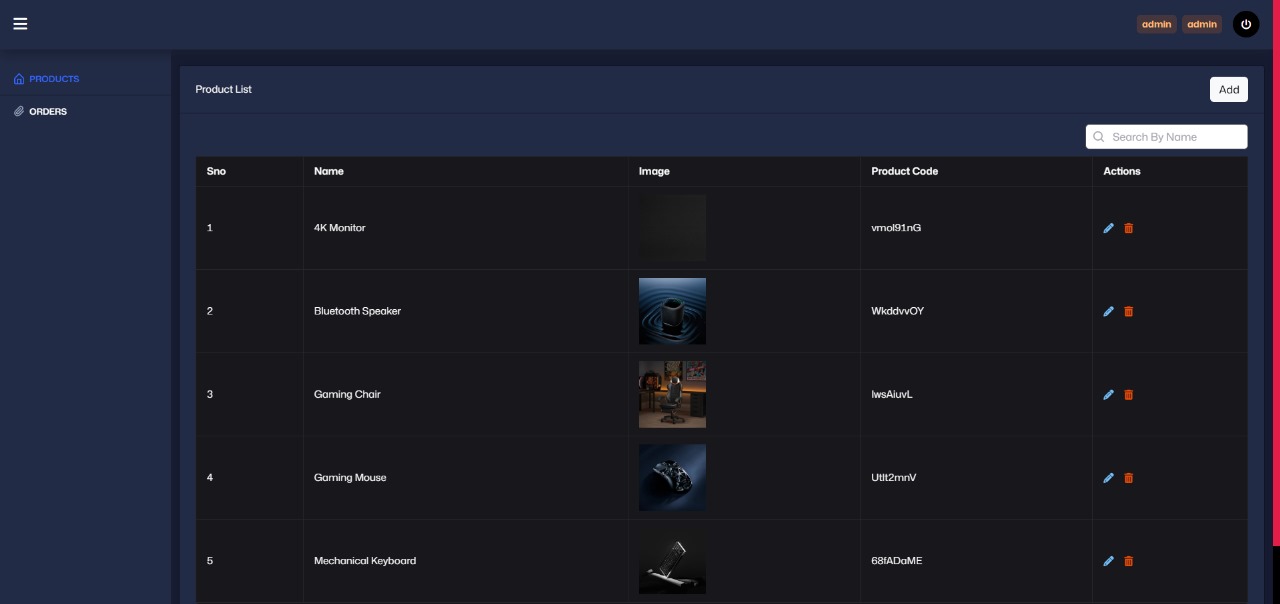 admin admin
PRODUCTS
ORDERS
Product List
Add
Search By Name
Sno Name Image Product Code Actions
1 4K Monitor vmol91nG
2 Bluetooth Speaker WkddvvOY
3 Gaming Chair lwsAiuvL
4 Gaming Mouse Utlt2mnV
5 Mechanical Keyboard 68fADaME